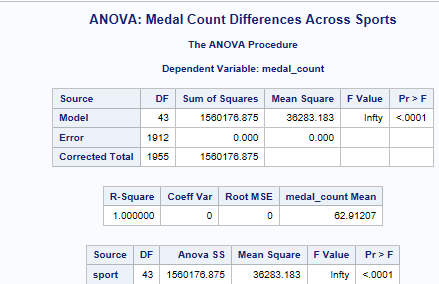 ANOVA: Medal Count Differences Across Sports
The ANOVA Procedure
Dependent Variable: medal_count
Source DF Sum of Squares Mean Square F Value Pr > F
Model 43 1560176.875 36283.183 Infty <.0001
Error 1912 0.000 0.000
Corrected Total 1955 1560176.875
R-Square Coeff Var Root MSE medal_count Mean
1.000000 0 0 62.91207
Source DF Anova SS Mean Square F Value Pr > F
sport 43 1560176.875 36283.183 Infty <.0001